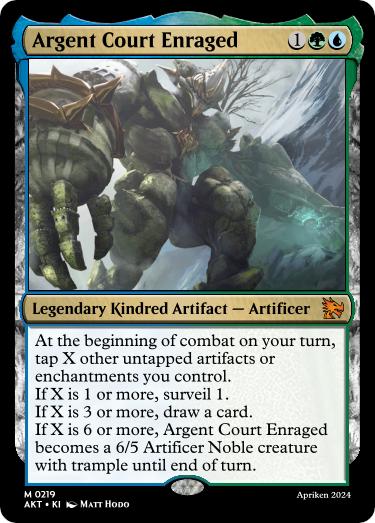 Argent Court Enraged 1
Legendary Kindred Artifact — Artificer
At the beginning of combat on your turn,
tap X other untapped artifacts or
enchantments you control.
If X is 1 or more, surveil 1.
If X is 3 or more, draw a card.
If X is 6 or more, Argent Court Enraged
becomes a 6/5 Artificer Noble creature
with trample until end of turn.
M 0219
AKT • KI Matt Hodo
Apriken 2024